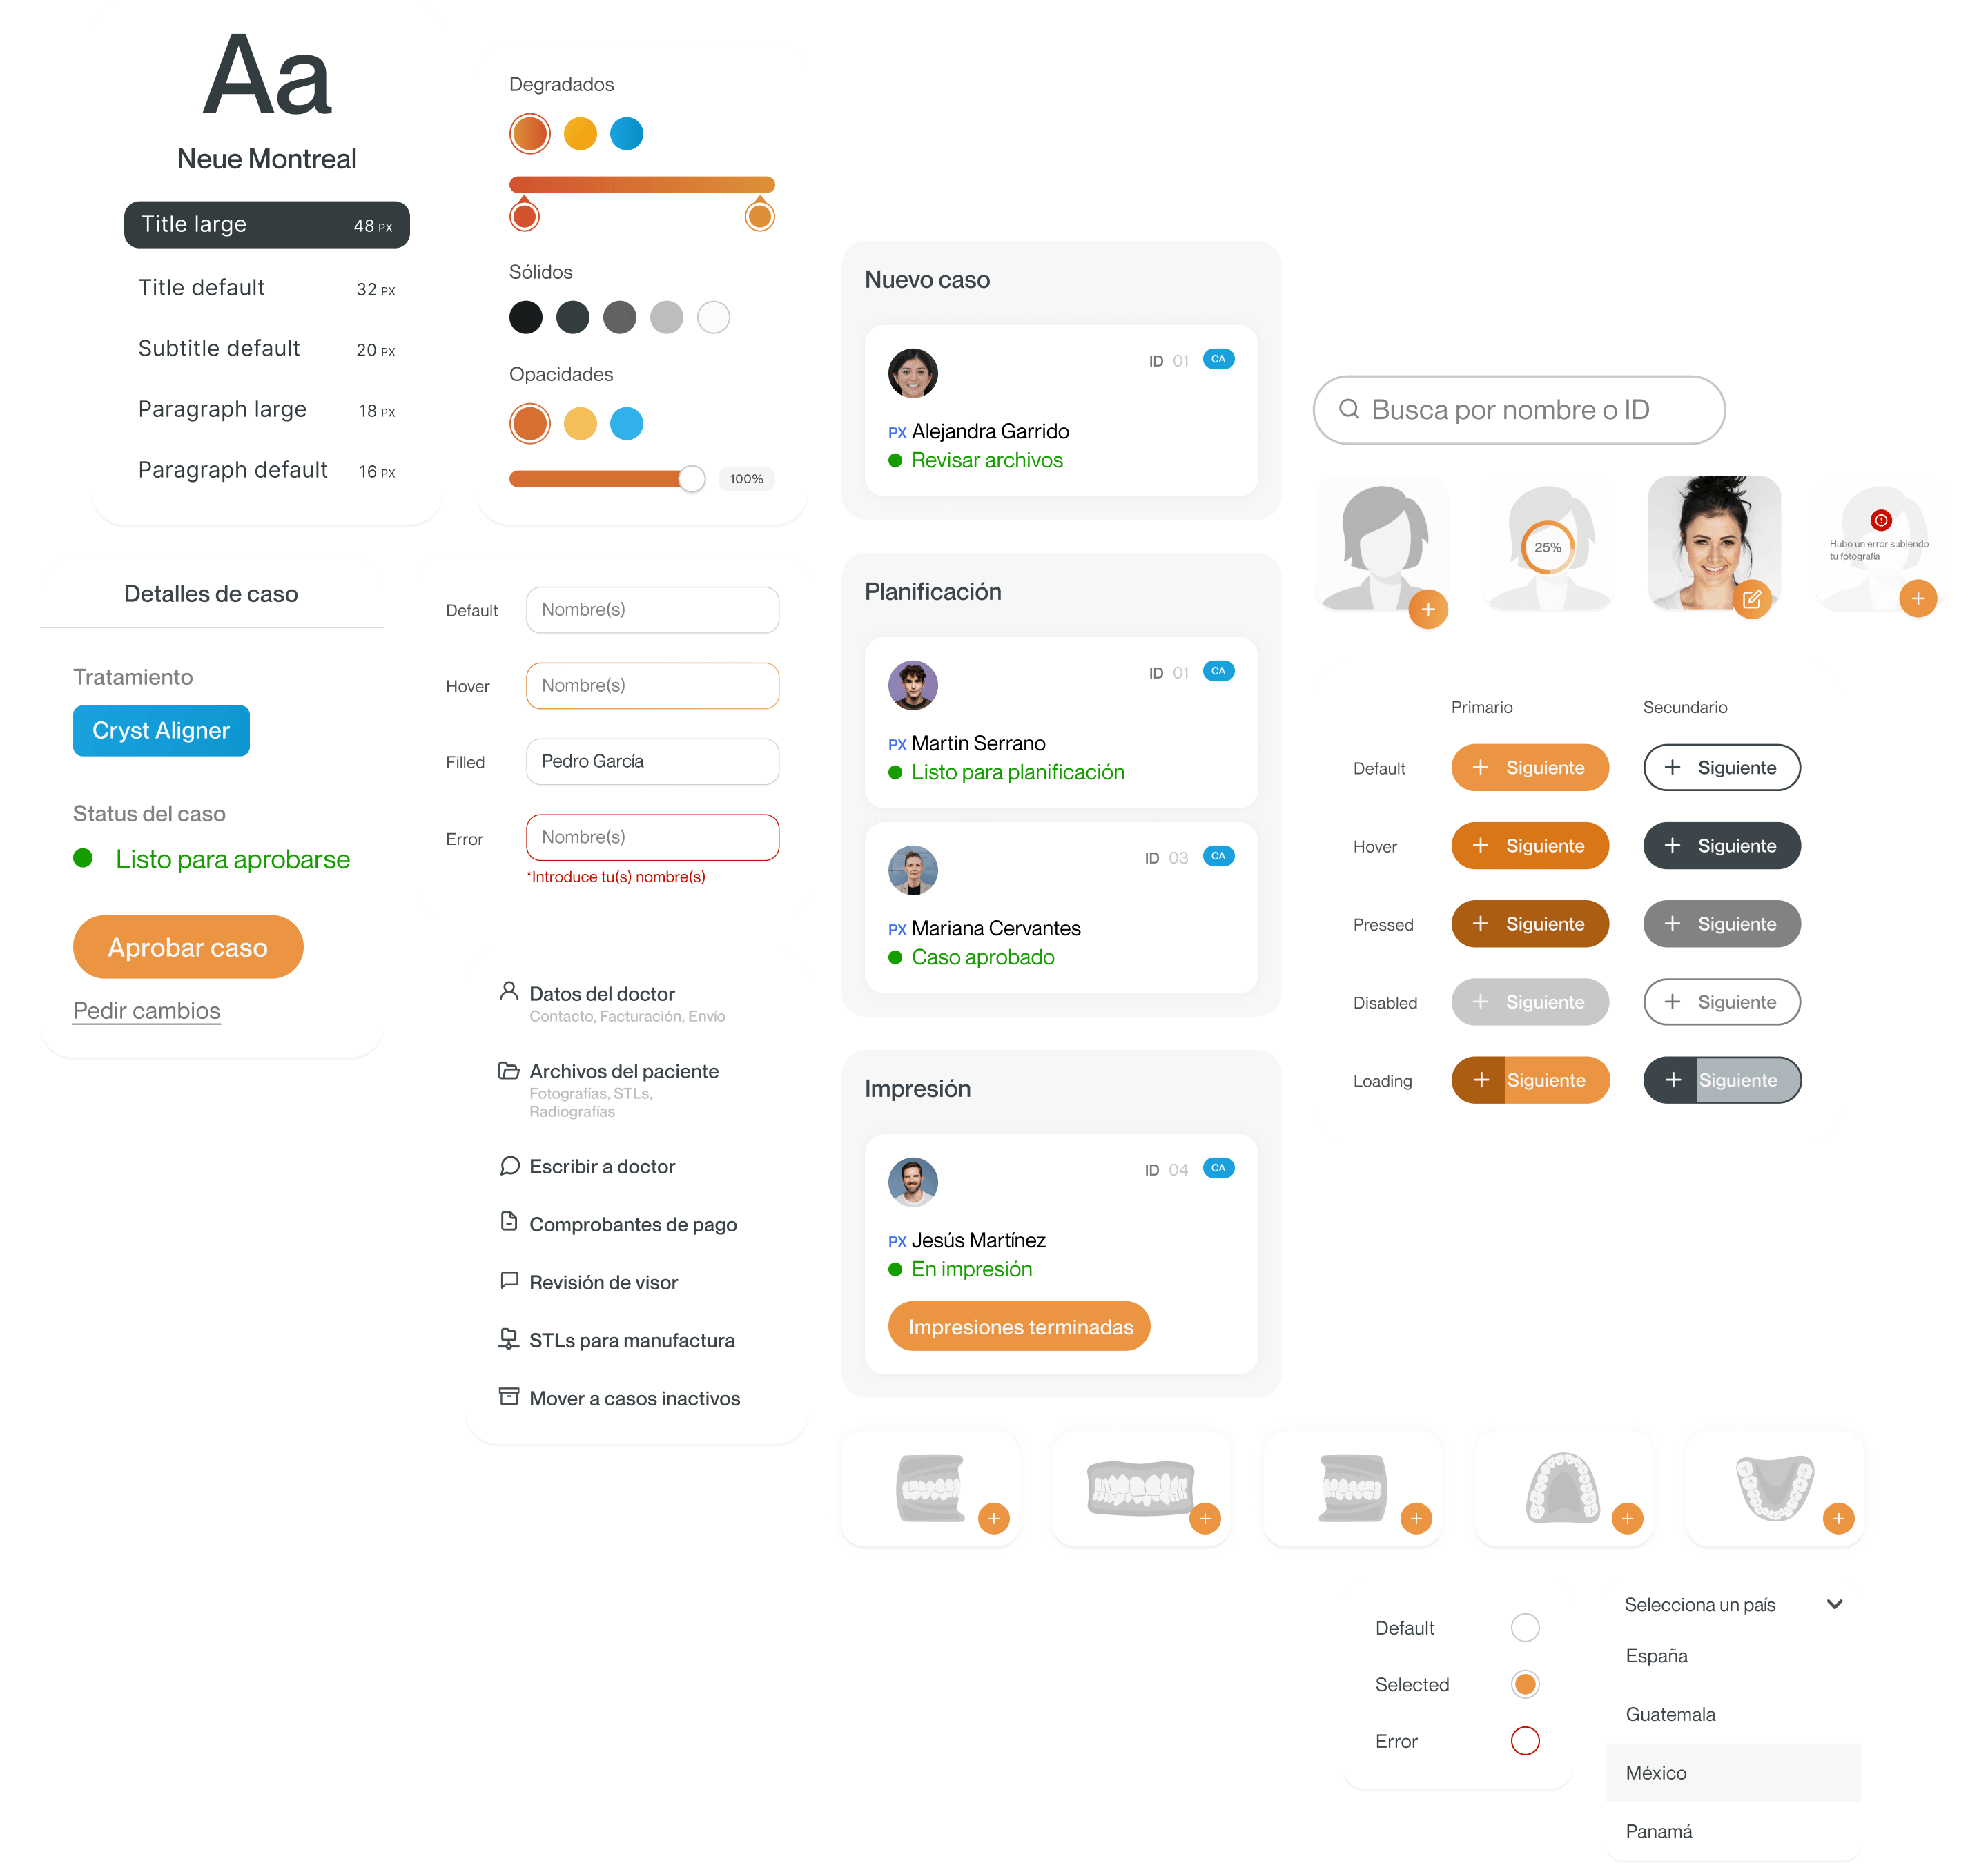 Aa
Neue Montreal
Title large 48 PX
Title default 32 PX
Subtitle default 20 PX
Paragraph large 18 PX
Paragraph default 16 PX
Degradados
Sólidos
Opacidades
100%
Detalles de caso
Tratamiento
Cryst Aligner
Status del caso
Listo para aprobarse
Aprobar caso
Pedir cambios
Default Nombre(s)
Hover Nombre(s)
Filled Pedro García
Error Nombre(s)
*Introduce tu(s) nombre(s)
Datos del doctor
Contacto, Facturación, Envío
Archivos del paciente
Fotografías, STLs,
Radiografías
Escribir a doctor
Comprobantes de pago
Revisión de visor
STLs para manufactura
Mover a casos inactivos
Nuevo caso
ID 01 CA
PX Alejandra Garrido
Revisar archivos
Planificación
ID 01 CA
PX Martin Serrano
Listo para planificación
ID 03 CA
PX Mariana Cervantes
Caso aprobado
Impresión
ID 04 CA
PX Jesús Martínez
En impresión
Impresiones terminadas
Busca por nombre o ID
25%
Hubo un error subiendo
tu fotografía
Primario Secundario
Default Siguiente Siguiente
Hover Siguiente Siguiente
Pressed Siguiente Siguiente
Disabled Siguiente Siguiente
Loading Siguiente Siguiente
Default
Selected
Error
Selecciona un país
España
Guatemala
México
Panamá